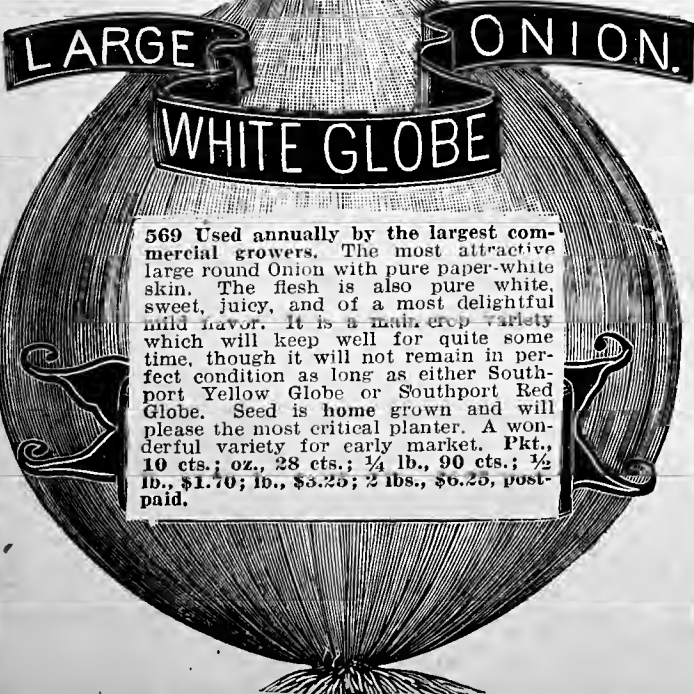 LARGE
WHITE GLOBE
ONION.
569 Used annually by the largest com-
mercial growers. The most attractive
large round Onion with pure paper-white
skin. The flesh is also pure white,
sweet, juicy, and of a most delightful
mild flavor. It is a main crop variety
which will keep well for quite some
time, though it will not remain in per-
fect condition as long as either South-
port Yellow Globe or Southport Red
Globe. Seed is home grown and will
please the most critical planter. A won-
derful variety for early market. Pkt.,
10 cts.; oz., 28 cts.; ¼ lb., 90 cts.; ½
lb., $1.70; lb., $3.25; 2 lbs., $6.25, post-
paid.